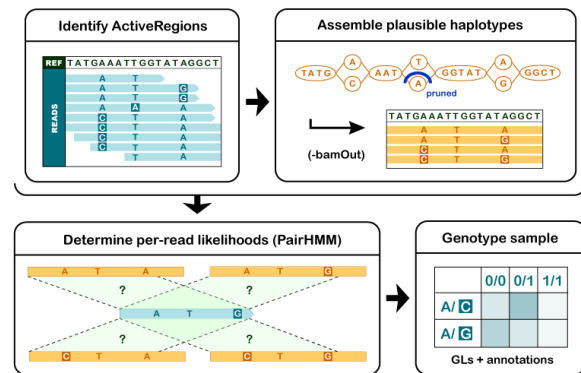 Identify ActiveRegions
REF TATGAAATTGGTATAGGCT
READS
A T
A T G
A T G
A A A
C T A
C T A
C T A
C T A
T A
Assemble plausible haplotypes
A T A
TATG AAT GGTAT GGCT
C A G
pruned
(-bamOut)
TATGAAATTGGTATAGGCT
A T A
A T G
C T A
C T G
Determine per-read likelihoods (PairHMM)
A T A A T G
? ?
A T G
? ?
C T A C T G
Genotype sample
0/0 0/1 1/1
A/ C
A/ G
GLs + annotations